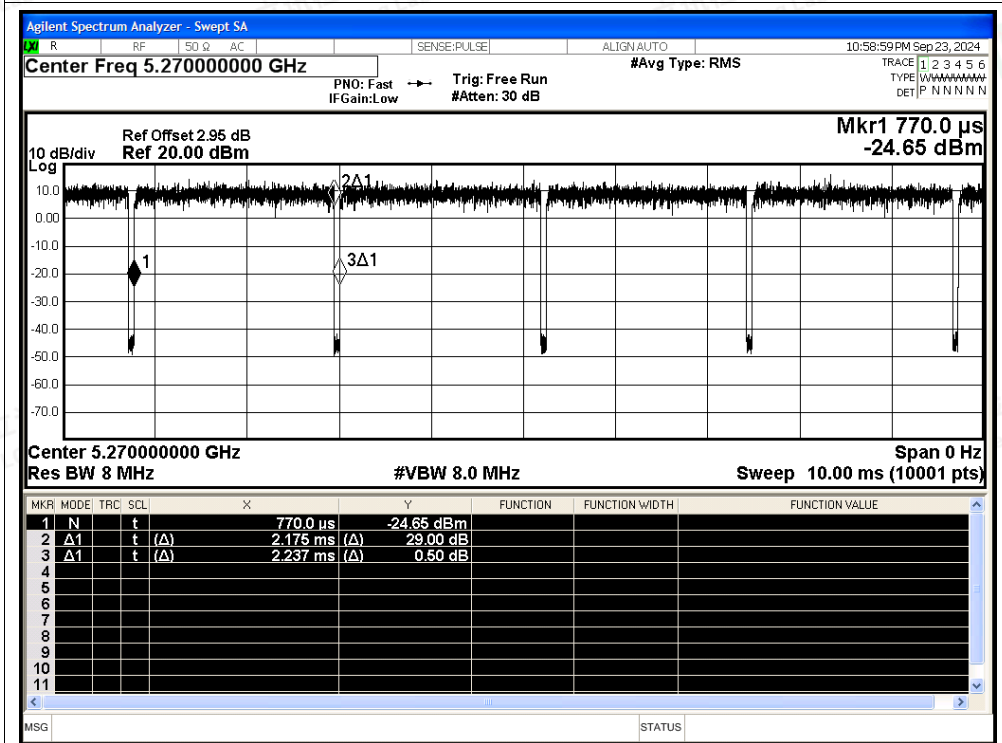 Agilent Spectrum Analyzer - Swept SA
LXI R RF 50 Ω AC SENSE:PULSE ALIGN AUTO 10:58:59 PM Sep 23, 2024
Center Freq 5.270000000 GHz #Avg Type: RMS TRACE 1 2 3 4 5 6
PNO: Fast Trig: Free Run TYPE W
IFGain:Low #Atten: 30 dB DET P N N N N N
Mkr1 770.0 µs
-24.65 dBm
Ref Offset 2.95 dB
10 dB/div Ref 20.00 dBm
Log
10.0
0.00
-10.0
-20.0
-30.0
-40.0
-50.0
-60.0
-70.0
2Δ1
1
3Δ1
Center 5.270000000 GHz Span 0 Hz
Res BW 8 MHz #VBW 8.0 MHz Sweep 10.00 ms (10001 pts)
MKR MODE TRC SCL X Y FUNCTION FUNCTION WIDTH FUNCTION VALUE
1 N t 770.0 µs -24.65 dBm
2 Δ1 t (Δ) 2.175 ms (Δ) 29.00 dB
3 Δ1 t (Δ) 2.237 ms (Δ) 0.50 dB
4
5
6
7
8
9
10
11
MSG STATUS